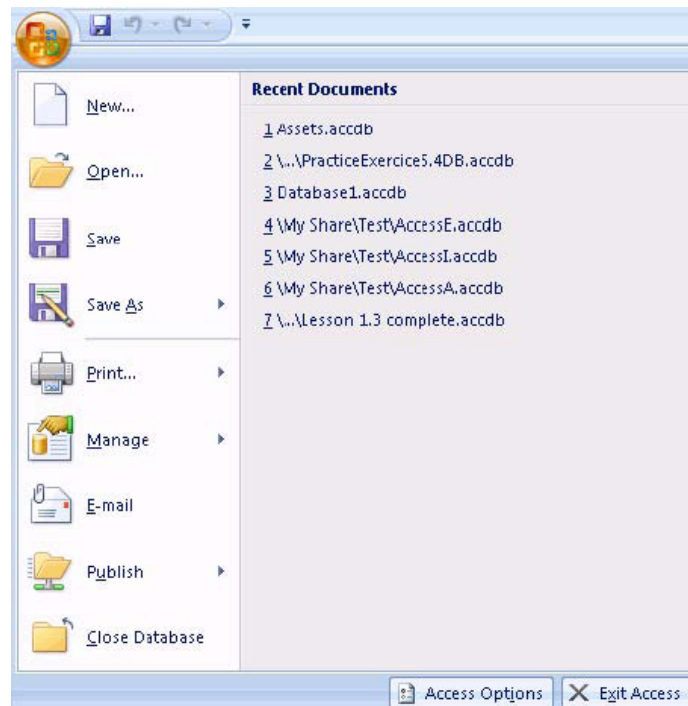 New...
Open...
Save
Save As
Print...
Manage
E-mail
Publish
Close Database
Recent Documents
1 Assets.accdb
2 \...\PracticeExercice5.4DB.accdb
3 Database1.accdb
4 \My Share\Test\AccessE.accdb
5 \My Share\Test\AccessI.accdb
6 \My Share\Test\AccessA.accdb
7 \...\Lesson 1.3 complete.accdb
Access Options
Exit Access